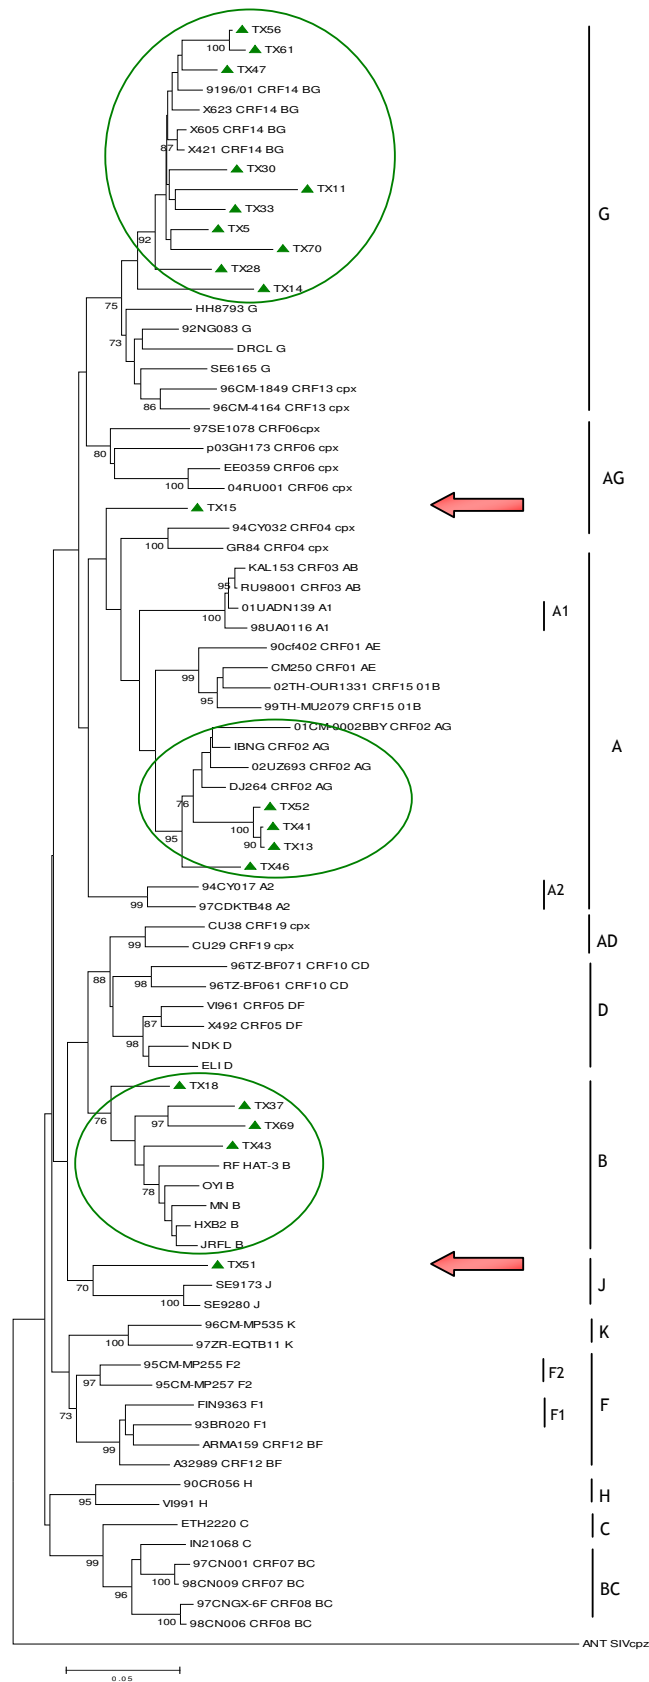 TX56
100
TX61
TX47
9196/01 CRF14 BG
X623 CRF14 BG
X605 CRF14 BG
87
X421 CRF14 BG
TX30
TX11
TX33
G
TX5
92
TX70
TX28
TX14
75
HH8793 G
92NG083 G
73
DRCL G
SE6165 G
96CM-1849 CRF13 cpx
86
96CM-4164 CRF13 cpx
97SE1078 CRF06cpx
80
p03GH173 CRF06 cpx
EE0359 CRF06 cpx
AG
100
04RU001 CRF06 cpx
TX15
94CY032 CRF04 cpx
100
GR84 CRF04 cpx
KAL153 CRF03 AB
95
RU98001 CRF03 AB
01UADN139 A1
A1
100
98UA0116 A1
90cf402 CRF01 AE
CM250 CRF01 AE
99
02TH-OUR1331 CRF15 01B
95
99TH-MU2079 CRF15 01B
01CM-0002BBY CRF02 AG
IBNG CRF02 AG
A
02UZ693 CRF02 AG
DJ264 CRF02 AG
76
TX52
100
TX41
95
90
TX13
TX46
94CY017 A2
A2
99
97CDKTB48 A2
CU38 CRF19 cpx
AD
99
CU29 CRF19 cpx
96TZ-BF071 CRF10 CD
88
98
96TZ-BF061 CRF10 CD
VI961 CRF05 DF
D
87
X492 CRF05 DF
98
NDK D
ELI D
TX18
76
TX37
97
TX69
TX43
B
RF HAT-3 B
78
OYI B
MN B
HXB2 B
JRFL B
TX51
70
SE9173 J
J
100
SE9280 J
96CM-MP535 K
K
100
97ZR-EQTB11 K
95CM-MP255 F2
F2
97
95CM-MP257 F2
FIN9363 F1
F
73
F1
93BR020 F1
ARMA159 CRF12 BF
99
A32989 CRF12 BF
90CR056 H
H
95
VI991 H
ETH2220 C
C
IN21068 C
99
97CN001 CRF07 BC
100
98CN009 CRF07 BC
BC
96
97CNGX-6F CRF08 BC
100
98CN006 CRF08 BC
ANT SIVcpz
0.05